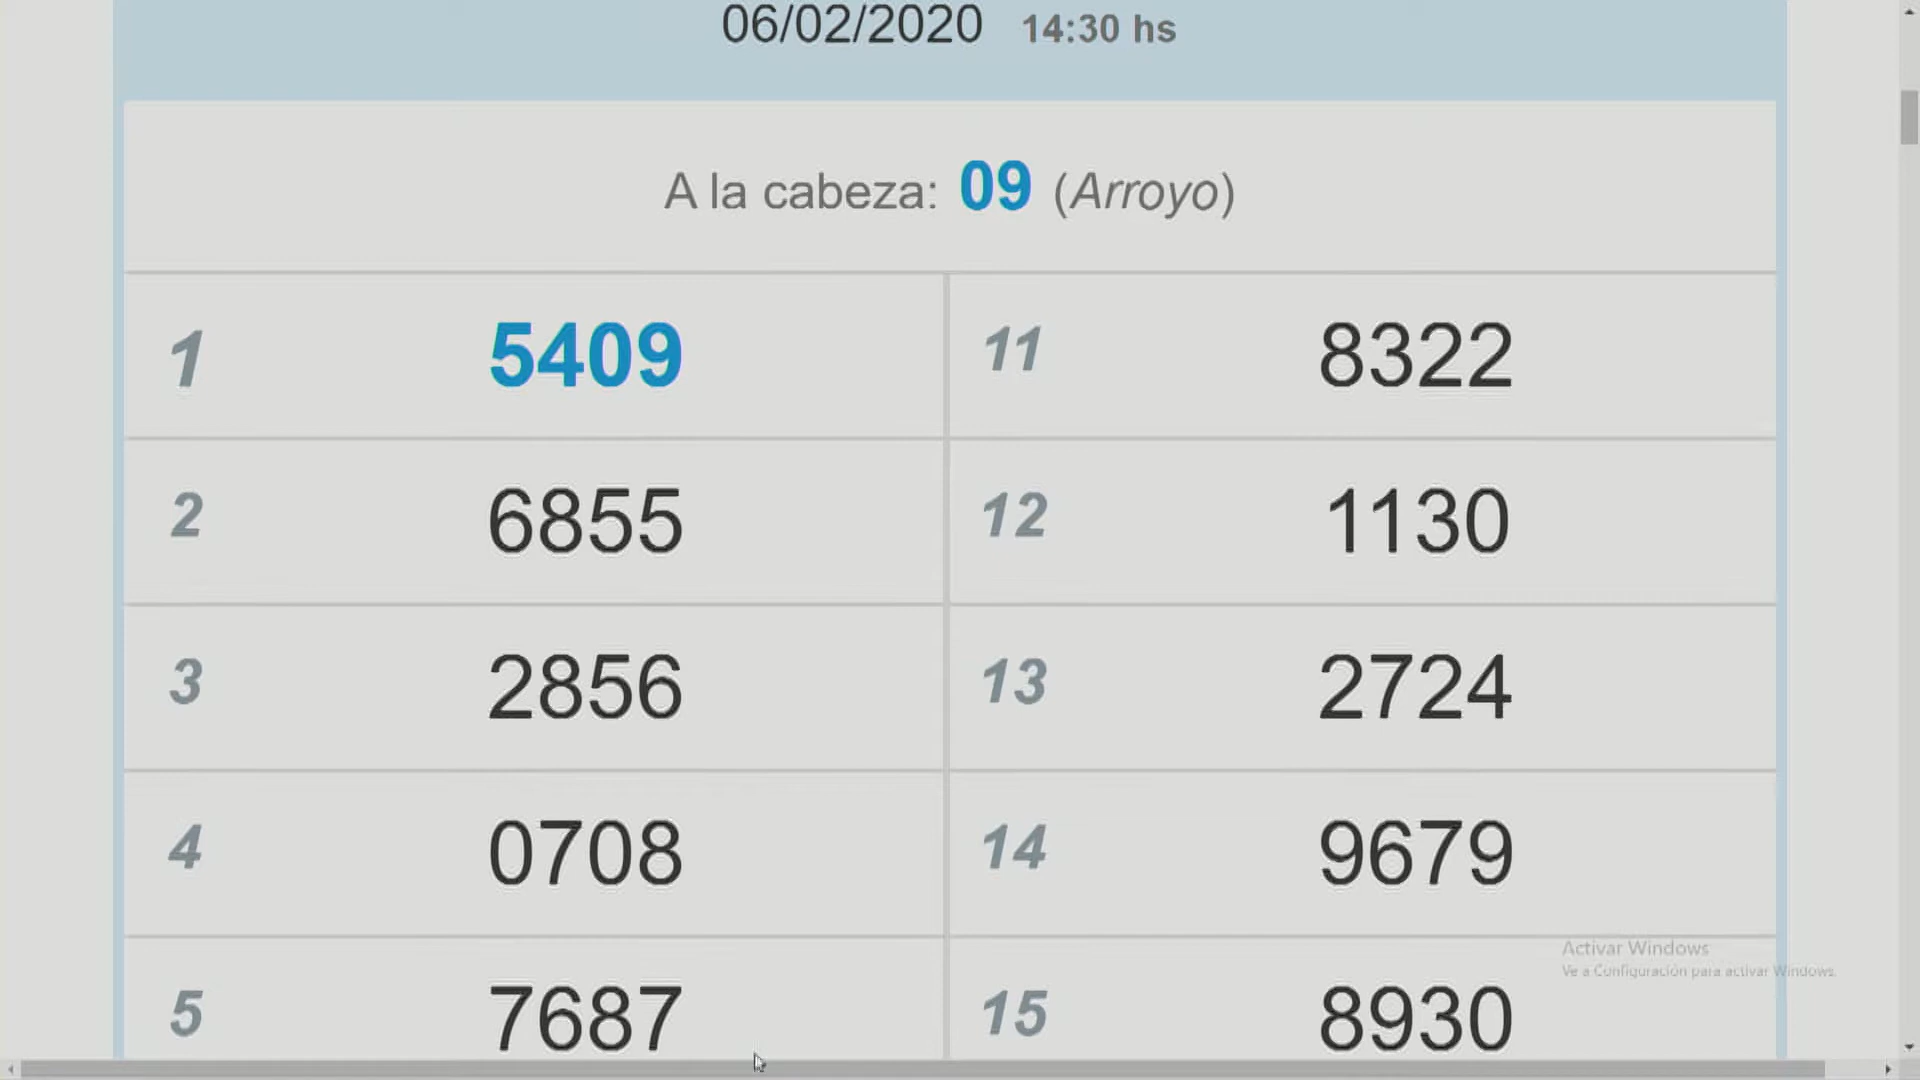 06/02/2020 14:30 hs
A la cabeza: 09 (Arroyo)
1 5409 11 8322
2 6855 12 1130
3 2856 13 2724
4 0708 14 9679
5 7687 15 8930
Activar Windows
Ve a Configuración para activar Windows.